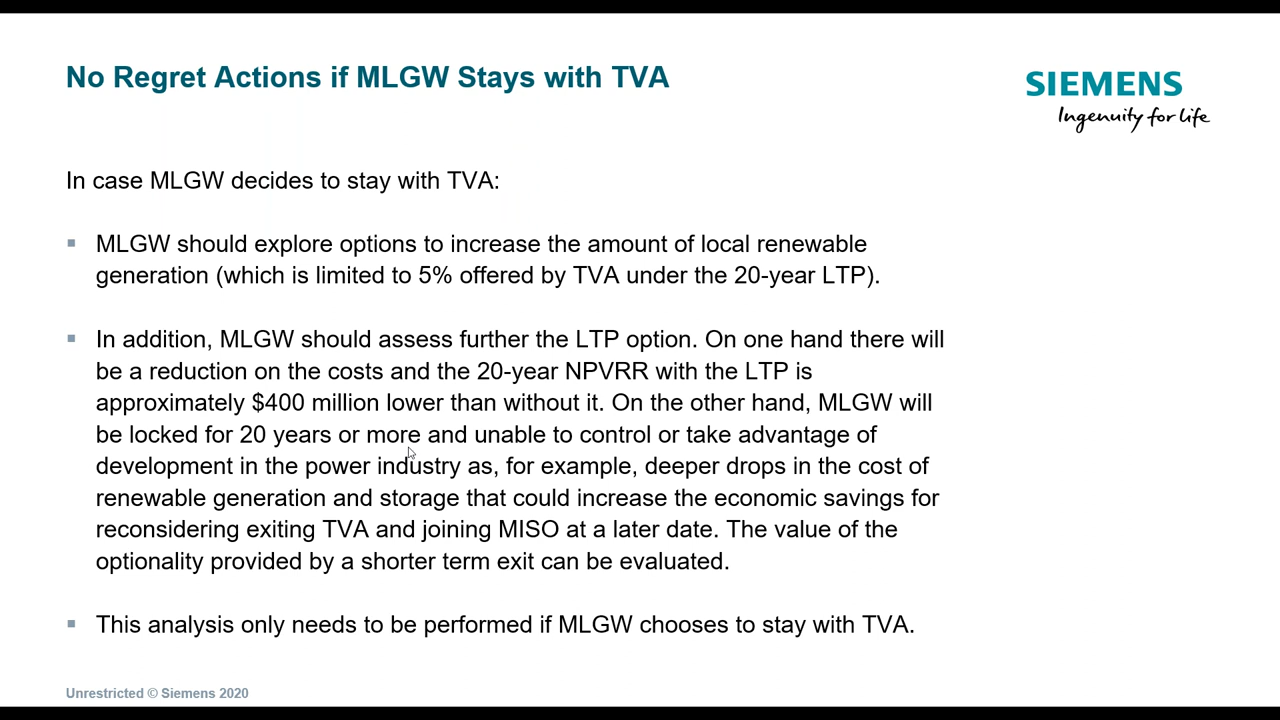 No Regret Actions if MLGW Stays with TVA
SIEMENS
Ingenuity for life
In case MLGW decides to stay with TVA:
▪ MLGW should explore options to increase the amount of local renewable
generation (which is limited to 5% offered by TVA under the 20-year LTP).
▪ In addition, MLGW should assess further the LTP option. On one hand there will
be a reduction on the costs and the 20-year NPVRR with the LTP is
approximately $400 million lower than without it. On the other hand, MLGW will
be locked for 20 years or more and unable to control or take advantage of
development in the power industry as, for example, deeper drops in the cost of
renewable generation and storage that could increase the economic savings for
reconsidering exiting TVA and joining MISO at a later date. The value of the
optionality provided by a shorter term exit can be evaluated.
▪ This analysis only needs to be performed if MLGW chooses to stay with TVA.
Unrestricted © Siemens 2020